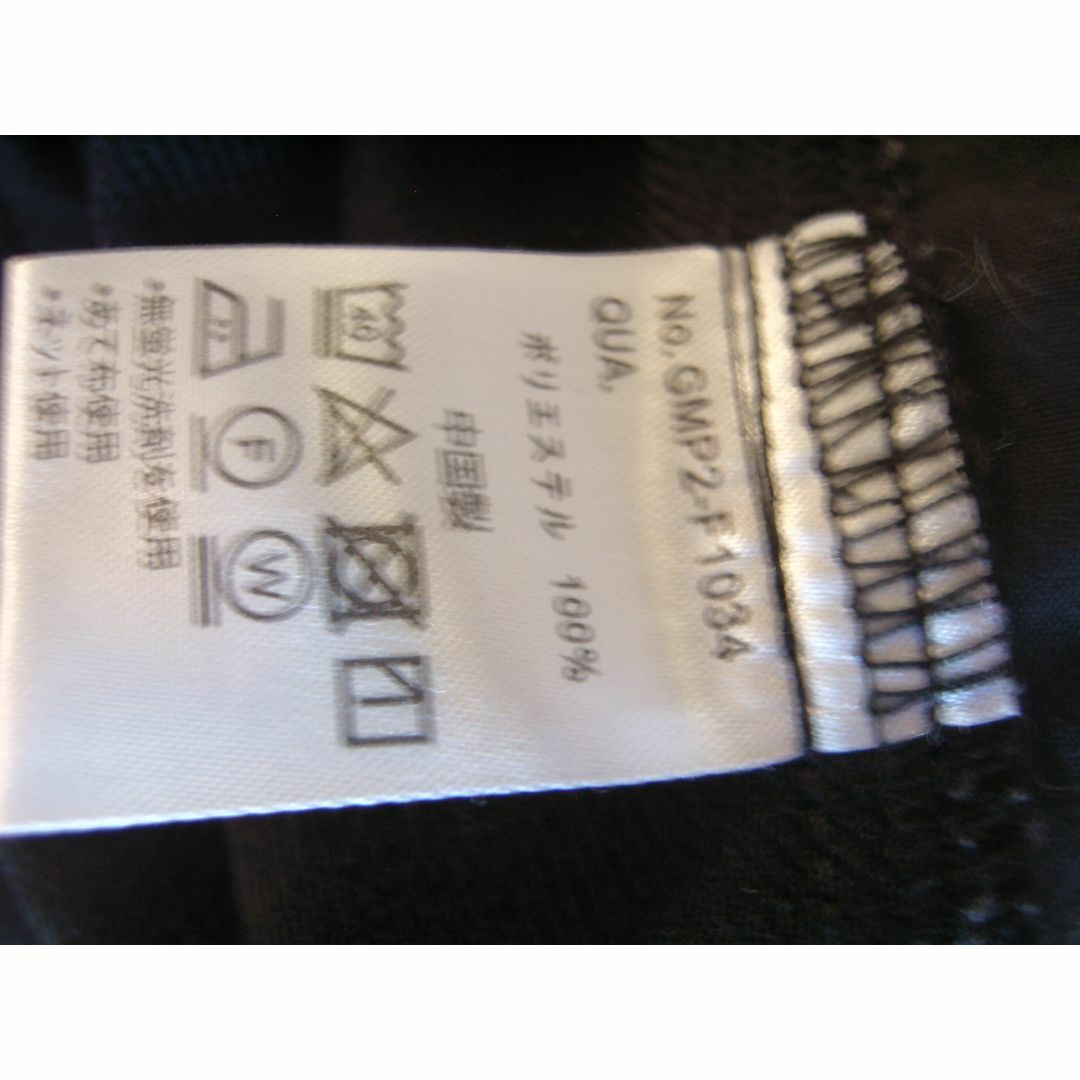 No.GMP2-F1034
QUA.
ポリエステル 100%
中国製
40
F W
*無蛍光洗剤を使用
*あて布使用
*ネット使用